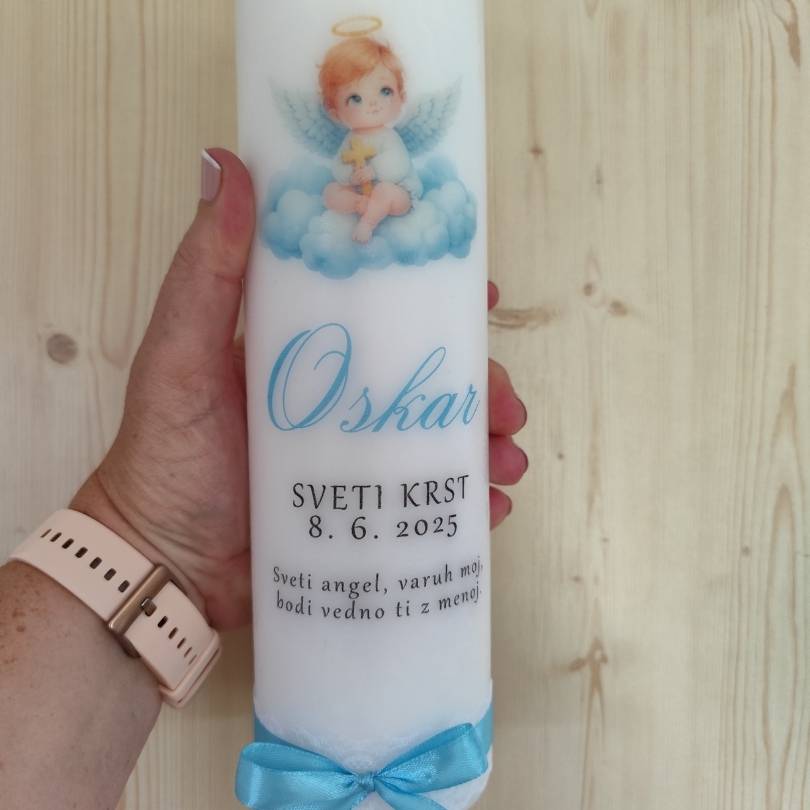 Oskar
SVETI KRST
8. 6. 2025
Sveti angel, varuh moj,
bodi vedno ti z menoj.